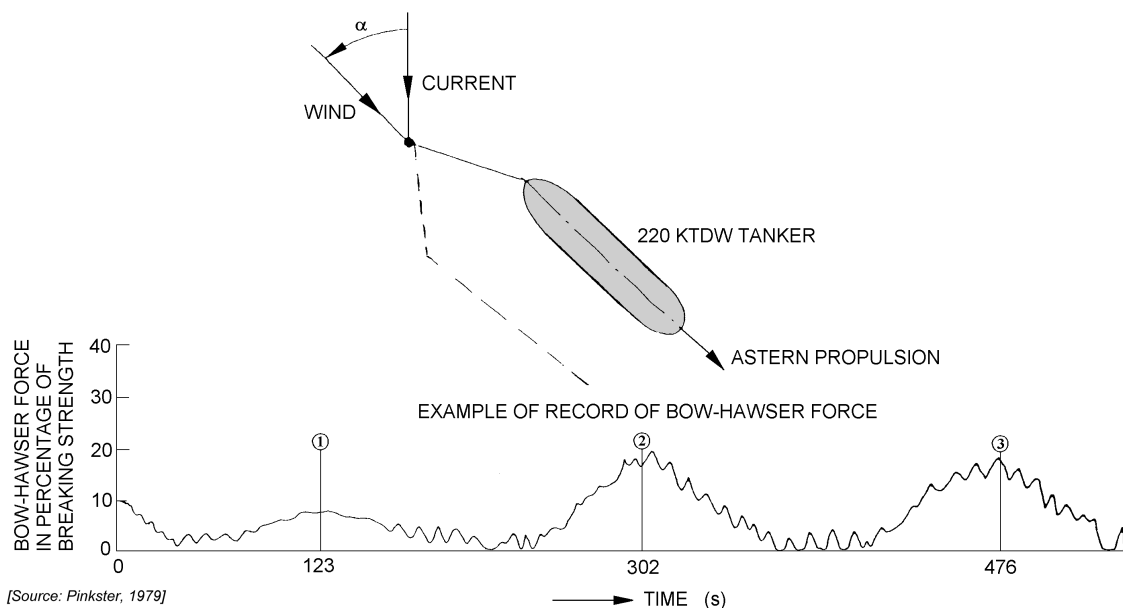 α
CURRENT
WIND
220 KTDW TANKER
ASTERN PROPULSION
EXAMPLE OF RECORD OF BOW-HAWSER FORCE
BOW-HAWSER FORCE
IN PERCENTAGE OF
BREAKING STRENGTH
40
30
20
10
0
① ② ③
0 123 302 476
TIME (s)
[Source: Pinkster, 1979]